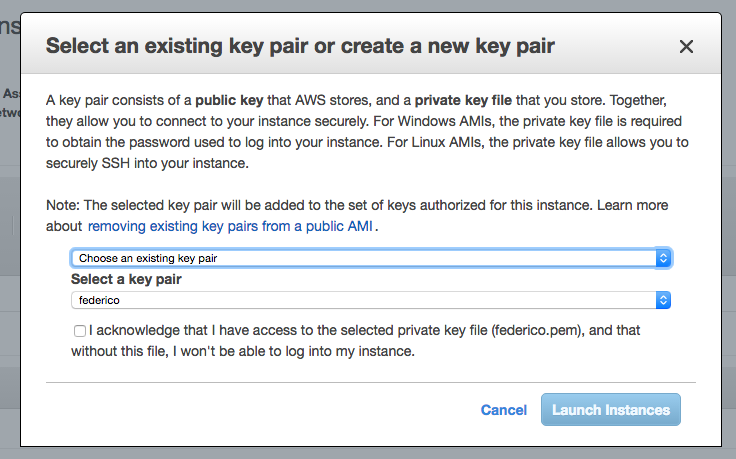 ns
Select an existing key pair or create a new key pair
Ass
etwo
A key pair consists of a public key that AWS stores, and a private key file that you store. Together,
they allow you to connect to your instance securely. For Windows AMIs, the private key file is required
to obtain the password used to log into your instance. For Linux AMIs, the private key file allows you to
securely SSH into your instance.
Note: The selected key pair will be added to the set of keys authorized for this instance. Learn more
about removing existing key pairs from a public AMI.
Choose an existing key pair
Select a key pair
federico
I acknowledge that I have access to the selected private key file (federico.pem), and that
without this file, I won't be able to log into my instance.
Cancel Launch Instances